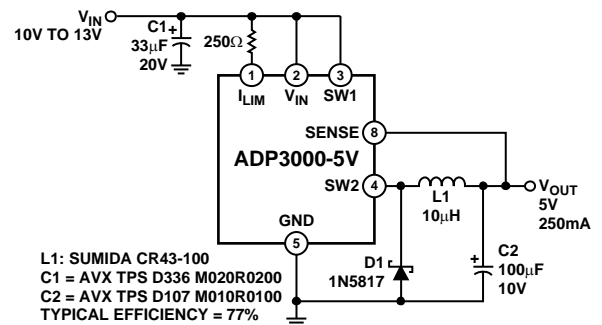 VIN
10V TO 13V
C1
+
33µF
20V
250Ω
1
2
3
ILIM
VIN
SW1
SENSE
8
ADP3000-5V
SW2
4
L1
10µH
VOUT
5V
250mA
GND
5
D1
1N5817
+
C2
100µF
10V
L1: SUMIDA CR43-100
C1 = AVX TPS D336 M020R0200
C2 = AVX TPS D107 M010R0100
TYPICAL EFFICIENCY = 77%